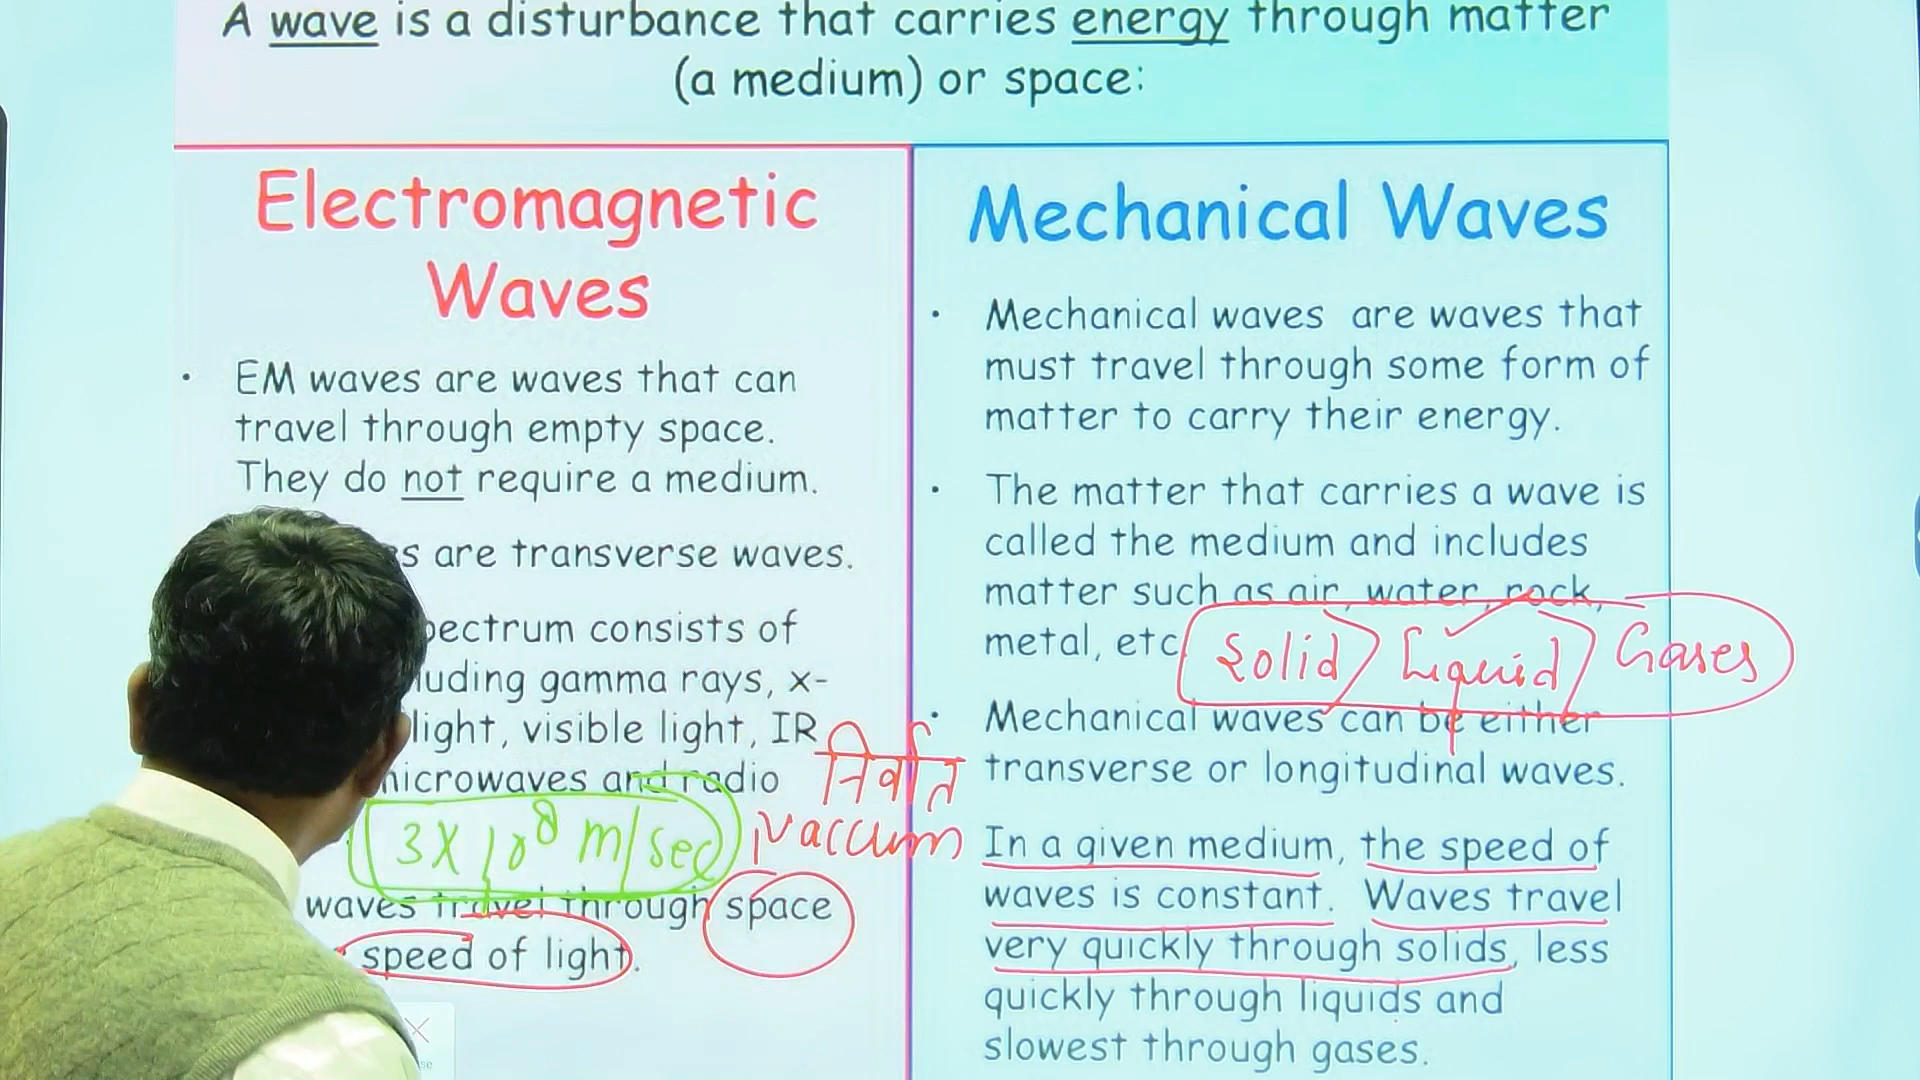 A wave is a disturbance that carries energy through matter
(a medium) or space:
Electromagnetic
Waves
• EM waves are waves that can
travel through empty space.
They do not require a medium.
are transverse waves.
consists of
gamma rays, x-
light, visible light, IR
and radio
3 X 10⁸ m/sec
निर्वात
Vaccum
waves travel through space
speed of light.
Mechanical Waves
• Mechanical waves are waves that
must travel through some form of
matter to carry their energy.
• The matter that carries a wave is
called the medium and includes
matter such as air, water, rock,
metal, etc
Solid > Liquid > Gases
• Mechanical waves can be either
transverse or longitudinal waves.
In a given medium, the speed of
waves is constant. Waves travel
very quickly through solids, less
quickly through liquids and
slowest through gases.